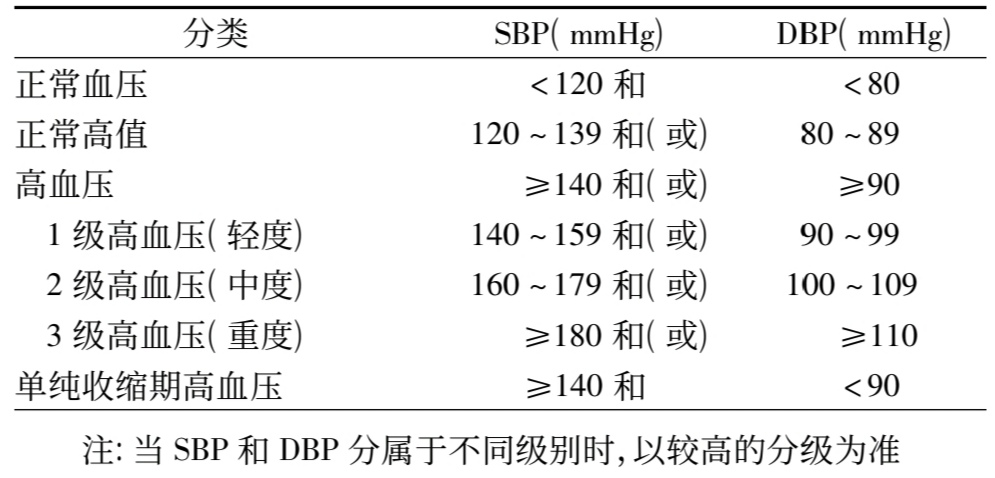 分类 SBP( mmHg) DBP( mmHg)
正常血压 <120 和 <80
正常高值 120 ~ 139 和( 或) 80 ~ 89
高血压 ≥140 和( 或) ≥90
1 级高血压( 轻度) 140 ~ 159 和( 或) 90 ~ 99
2 级高血压( 中度) 160 ~ 179 和( 或) 100 ~ 109
3 级高血压( 重度) ≥180 和( 或) ≥110
单纯收缩期高血压 ≥140 和 <90
注: 当 SBP 和 DBP 分属于不同级别时,以较高的分级为准